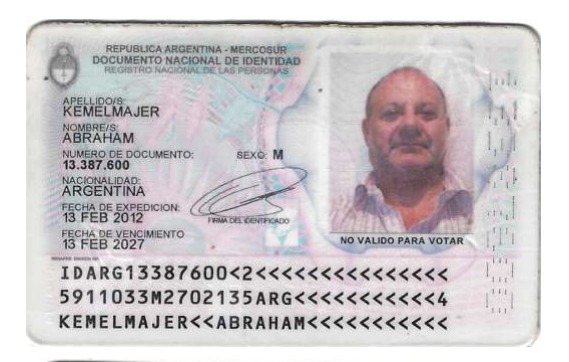 REPUBLICA ARGENTINA - MERCOSUR
DOCUMENTO NACIONAL DE IDENTIDAD
REGISTRO NACIONAL DE LAS PERSONAS
APELLIDO/S:
KEMELMAJER
NOMBRE/S:
ABRAHAM
NUMERO DE DOCUMENTO: SEXO: M
13.387.600
NACIONALIDAD:
ARGENTINA
FECHA DE EXPEDICION:
13 FEB 2012
FIRMA DEL IDENTIFICADO
FECHA DE VENCIMIENTO
13 FEB 2027
NO VALIDO PARA VOTAR
IDARG13387600<2<<<<<<<<<<<<<<<
5911033M2702135ARG<<<<<<<<<<<4
KEMELMAJER<<ABRAHAM<<<<<<<<<<<